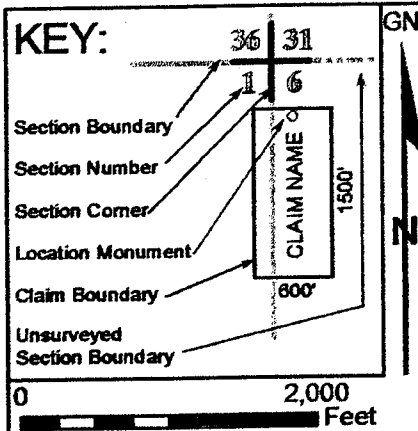 KEY:
GN
36 31
1 6
Section Boundary
Section Number
Section Corner
Location Monument
Claim Boundary
Unsurveyed
Section Boundary
CLAIM NAME
1500'
600'
N
0 2,000
Feet